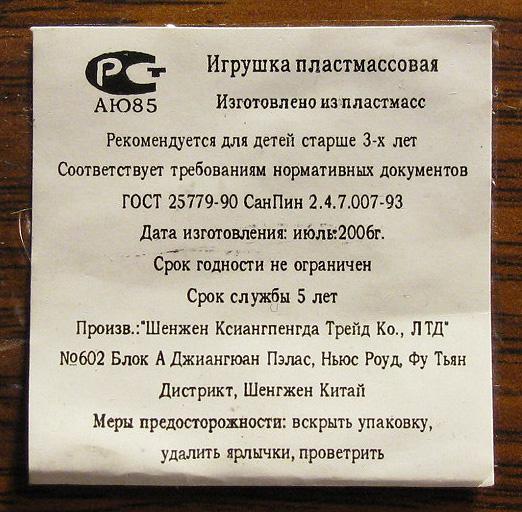 РСТ Игрушка пластмассовая
АЮ85 Изготовлено из пластмасс
Рекомендуется для детей старше 3-х лет
Соответствует требованиям нормативных документов
ГОСТ 25779-90 СанПин 2.4.7.007-93
Дата изготовления: июль:2006г.
Срок годности не ограничен
Срок службы 5 лет
Произв.:"Шенжен Ксиангпенгда Трейд Ко., ЛТД"
№602 Блок А Джиангюан Пэлас, Ньюс Роуд, Фу Тьян
Дистрикт, Шенгжен Китай
Меры предосторожности: вскрыть упаковку,
удалить ярлычки, проветрить